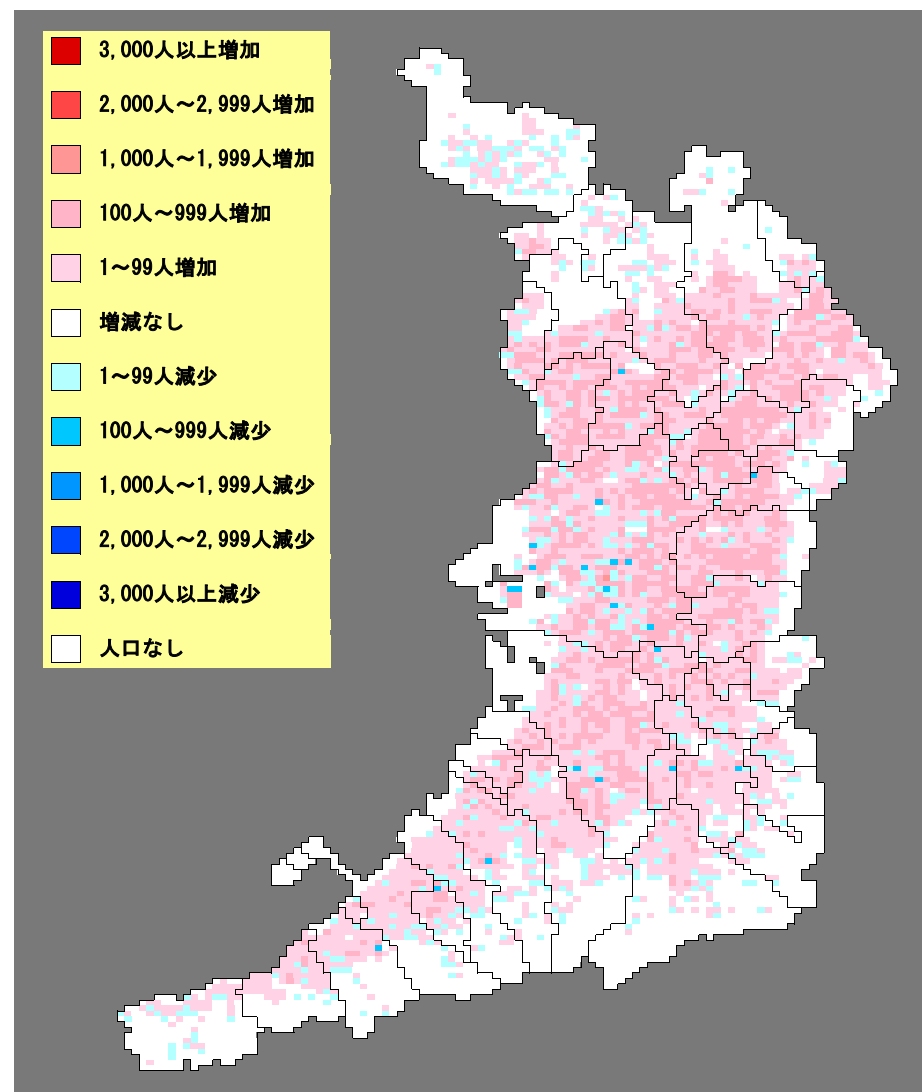 3,000人以上増加
2,000人～2,999人増加
1,000人～1,999人増加
100人～999人増加
1～99人増加
増減なし
1～99人減少
100人～999人減少
1,000人～1,999人減少
2,000人～2,999人減少
3,000人以上減少
人口なし